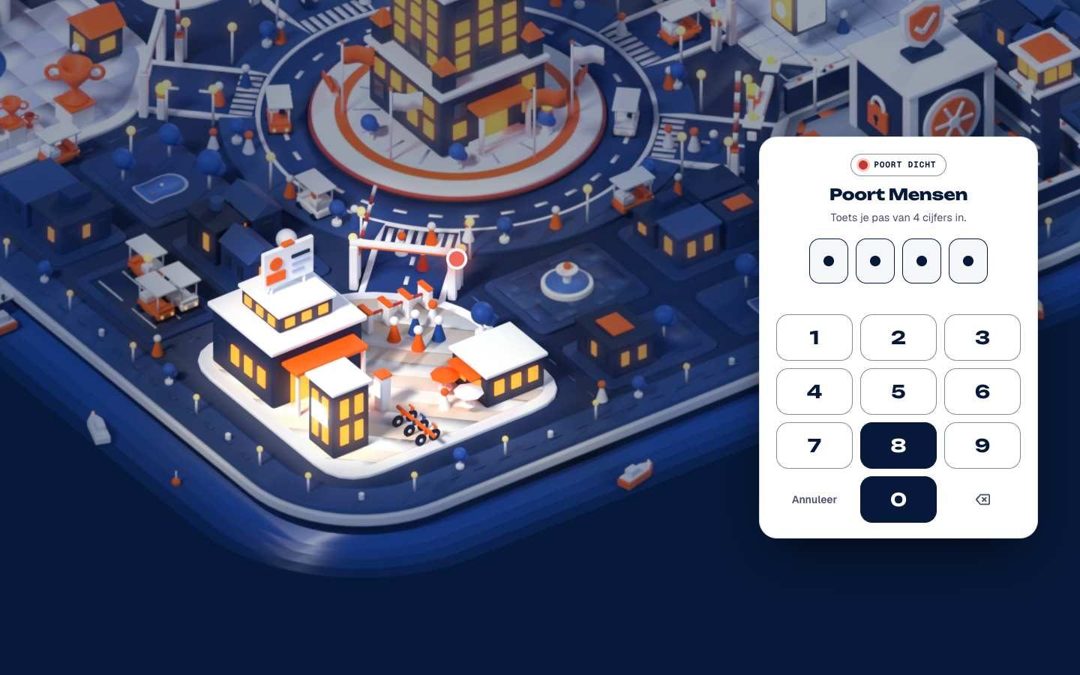 POORT DICHT
Poort Mensen
Toets je pas van 4 cijfers in.
1 2 3
4 5 6
7 8 9
Annuleer 0